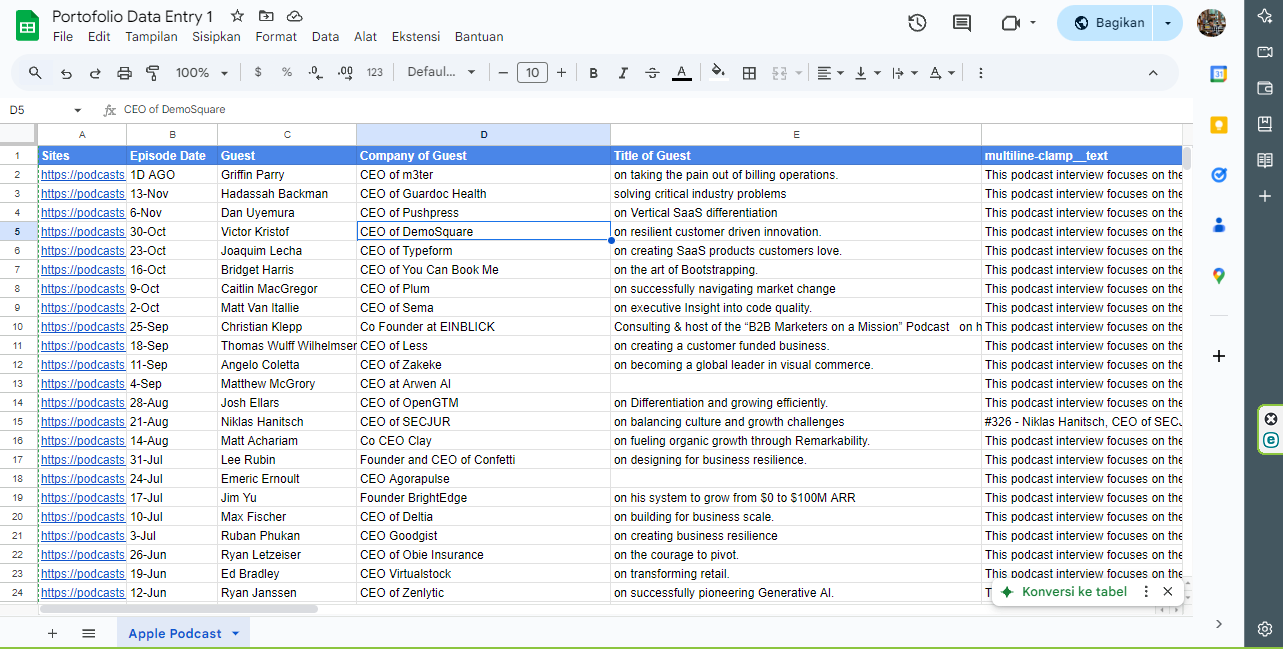 Portofolio Data Entry 1
Bagikan
File Edit Tampilan Sisipkan Format Data Alat Ekstensi Bantuan
100% $ % .0 .00 123 Defaul... 10 B I A
D5 fx CEO of DemoSquare
A B C D E
1 Sites Episode Date Guest Company of Guest Title of Guest multiline-clamp__text
2 https://podcasts 1D AGO Griffin Parry CEO of m3ter on taking the pain out of billing operations. This podcast interview focuses on the
3 https://podcasts 13-Nov Hadassah Backman CEO of Guardoc Health solving critical industry problems This podcast interview focuses on the
4 https://podcasts 6-Nov Dan Uyemura CEO of Pushpress on Vertical SaaS differentiation This podcast interview focuses on the
5 https://podcasts 30-Oct Victor Kristof CEO of DemoSquare on resilient customer driven innovation. This podcast interview focuses on the
6 https://podcasts 23-Oct Joaquim Lecha CEO of Typeform on creating SaaS products customers love. This podcast interview focuses on the
7 https://podcasts 16-Oct Bridget Harris CEO of You Can Book Me on the art of Bootstrapping. This podcast interview focuses on the
8 https://podcasts 9-Oct Caitlin MacGregor CEO of Plum on successfully navigating market change This podcast interview focuses on the
9 https://podcasts 2-Oct Matt Van Itallie CEO of Sema on executive Insight into code quality. This podcast interview focuses on the
10 https://podcasts 25-Sep Christian Klepp Co Founder at EINBLICK Consulting & host of the “B2B Marketers on a Mission” Podcast on h This podcast interview focuses on the
11 https://podcasts 18-Sep Thomas Wulff Wilhelmser CEO of Less on creating a customer funded business. This podcast interview focuses on the
12 https://podcasts 11-Sep Angelo Coletta CEO of Zakeke on becoming a global leader in visual commerce. This podcast interview focuses on the
13 https://podcasts 4-Sep Matthew McGrory CEO at Arwen AI This podcast interview focuses on the
14 https://podcasts 28-Aug Josh Ellars CEO of OpenGTM on Differentiation and growing efficiently. This podcast interview focuses on the
15 https://podcasts 21-Aug Niklas Hanitsch CEO of SECJUR on balancing culture and growth challenges #326 - Niklas Hanitsch, CEO of SECJ
16 https://podcasts 14-Aug Matt Achariam Co CEO Clay on fueling organic growth through Remarkability. This podcast interview focuses on the
17 https://podcasts 31-Jul Lee Rubin Founder and CEO of Confetti on designing for business resilience. This podcast interview focuses on the
18 https://podcasts 24-Jul Emeric Ernoult CEO Agorapulse This podcast interview focuses on the
19 https://podcasts 17-Jul Jim Yu Founder BrightEdge on his system to grow from $0 to $100M ARR This podcast interview focuses on the
20 https://podcasts 10-Jul Max Fischer CEO of Deltia on building for business scale. This podcast interview focuses on the
21 https://podcasts 3-Jul Ruban Phukan CEO Goodgist on creating business resilience This podcast interview focuses on the
22 https://podcasts 26-Jun Ryan Letzeiser CEO of Obie Insurance on the courage to pivot. This podcast interview focuses on the
23 https://podcasts 19-Jun Ed Bradley CEO Virtualstock on transforming retail. This podcast interview focuses on the
24 https://podcasts 12-Jun Ryan Janssen CEO of Zenlytic on successfully pioneering Generative AI. T
Konversi ke tabel
Apple Podcast
31